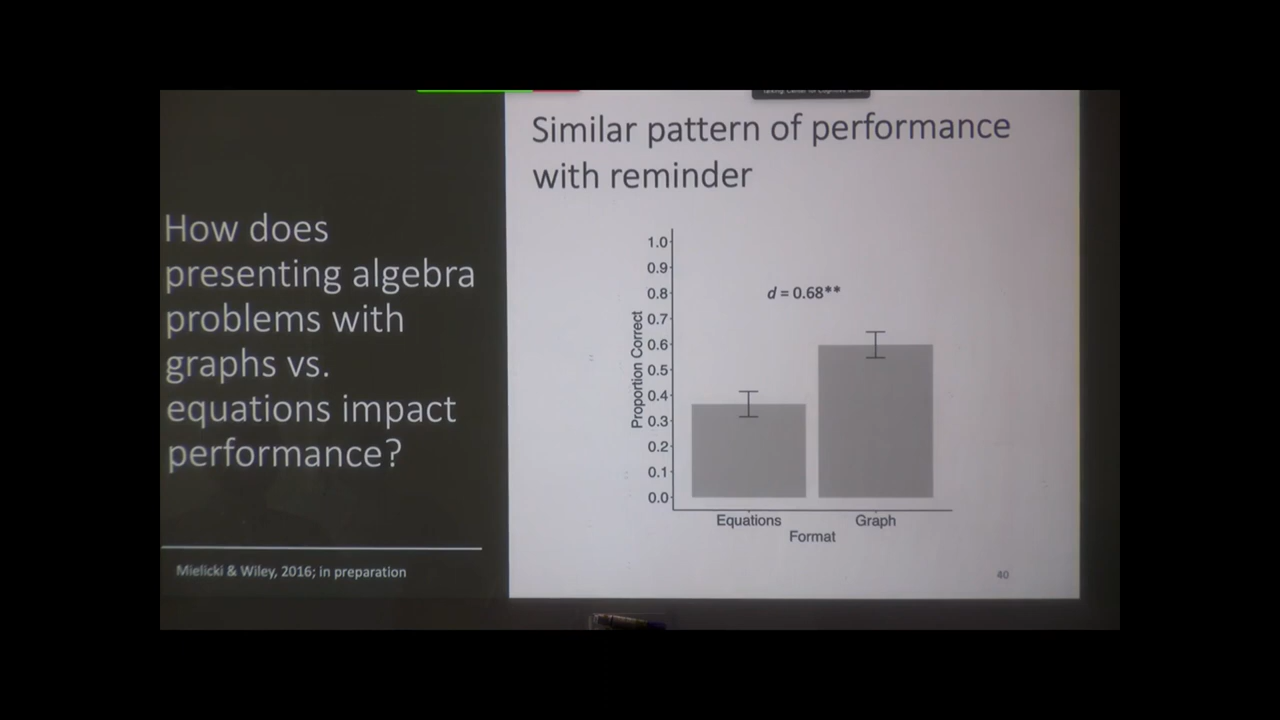 How does
presenting algebra
problems with
graphs vs.
equations impact
performance?
Mielicki & Wiley, 2016; in preparation
Similar pattern of performance
with reminder
1.0
0.9
0.8
0.7
0.6
0.5
0.4
0.3
0.2
0.1
0.0
Proportion Correct
d = 0.68**
Equations
Graph
Format
40